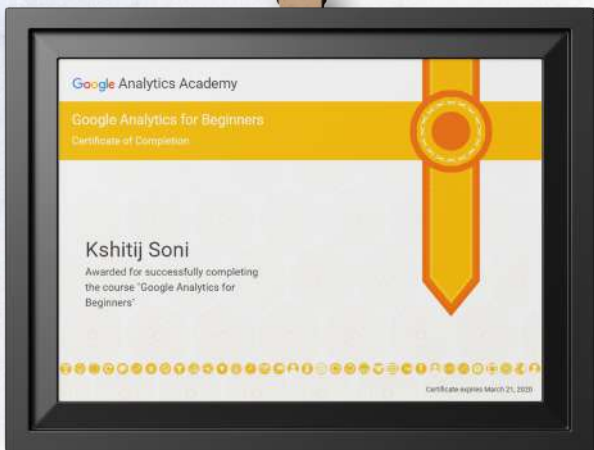 Google Analytics Academy
Google Analytics for Beginners
Certificate of Completion
Kshitij Soni
Awarded for successfully completing
the course "Google Analytics for
Beginners"
Certificate expires March 21, 2020